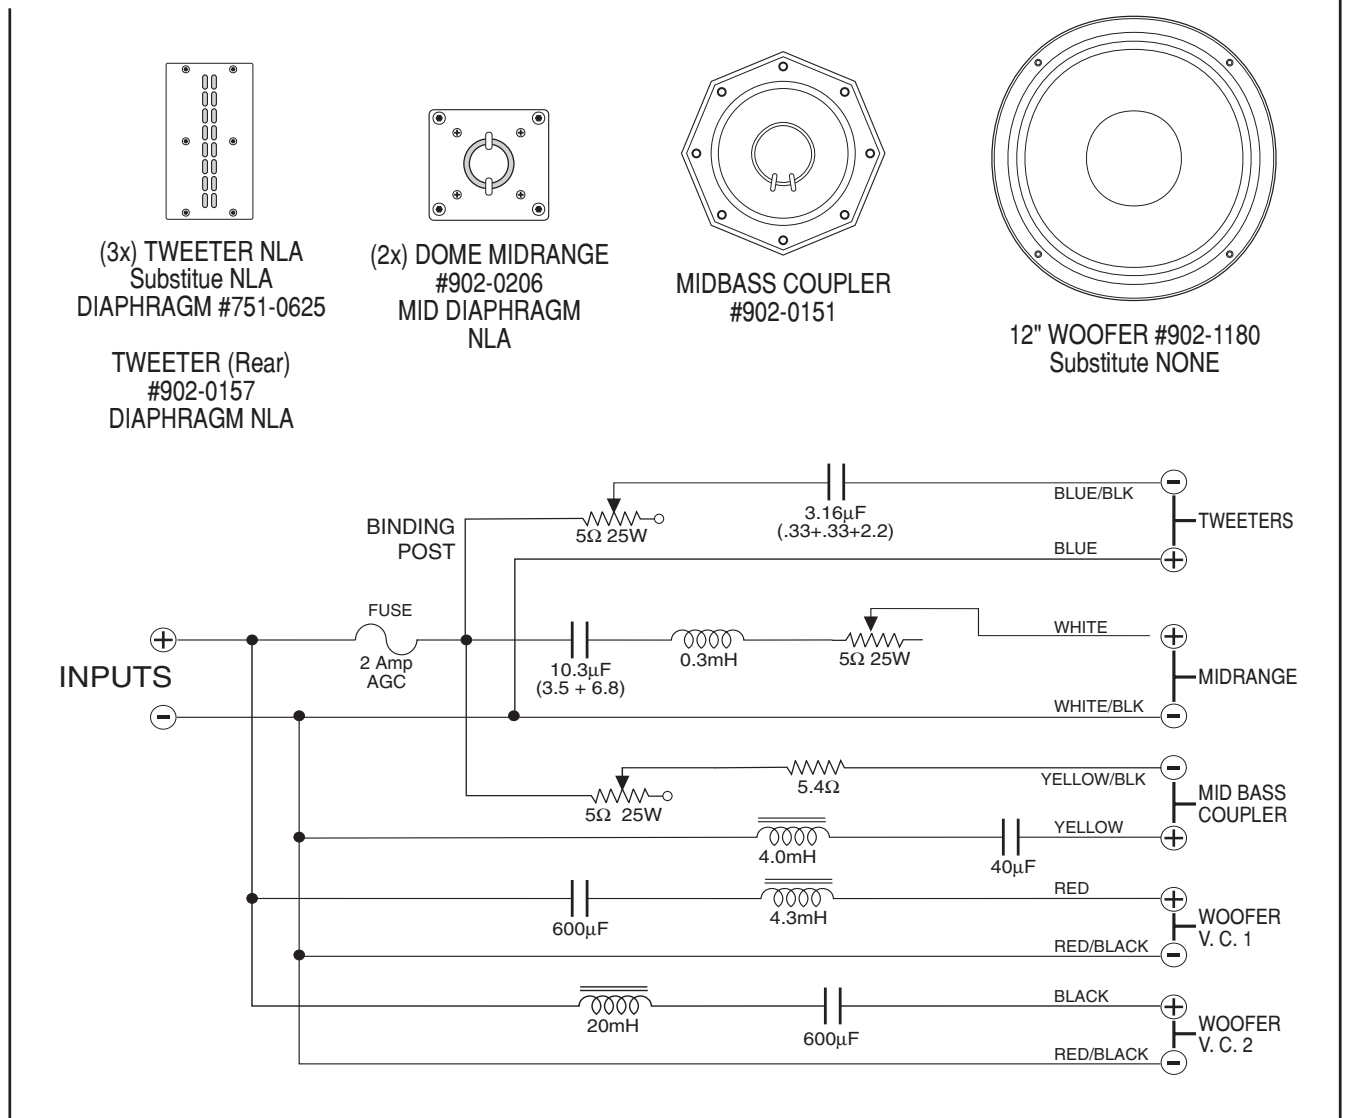 (3x) TWEETER NLA
Substitue NLA
DIAPHRAGM #751-0625
TWEETER (Rear)
#902-0157
DIAPHRAGM NLA
(2x) DOME MIDRANGE
#902-0206
MID DIAPHRAGM
NLA
MIDBASS COUPLER
#902-0151
12" WOOFER #902-1180
Substitute NONE
BINDING
POST
5Ω 25W
3.16µF
(.33+.33+2.2)
BLUE/BLK
TWEETERS
BLUE
INPUTS
FUSE
2 Amp
AGC
10.3µF
(3.5 + 6.8)
0.3mH
5Ω 25W
WHITE
MIDRANGE
WHITE/BLK
5Ω 25W
5.4Ω
YELLOW/BLK
MID BASS
COUPLER
4.0mH
40µF
YELLOW
600µF
4.3mH
RED
WOOFER
V. C. 1
RED/BLACK
20mH
600µF
BLACK
WOOFER
V. C. 2
RED/BLACK